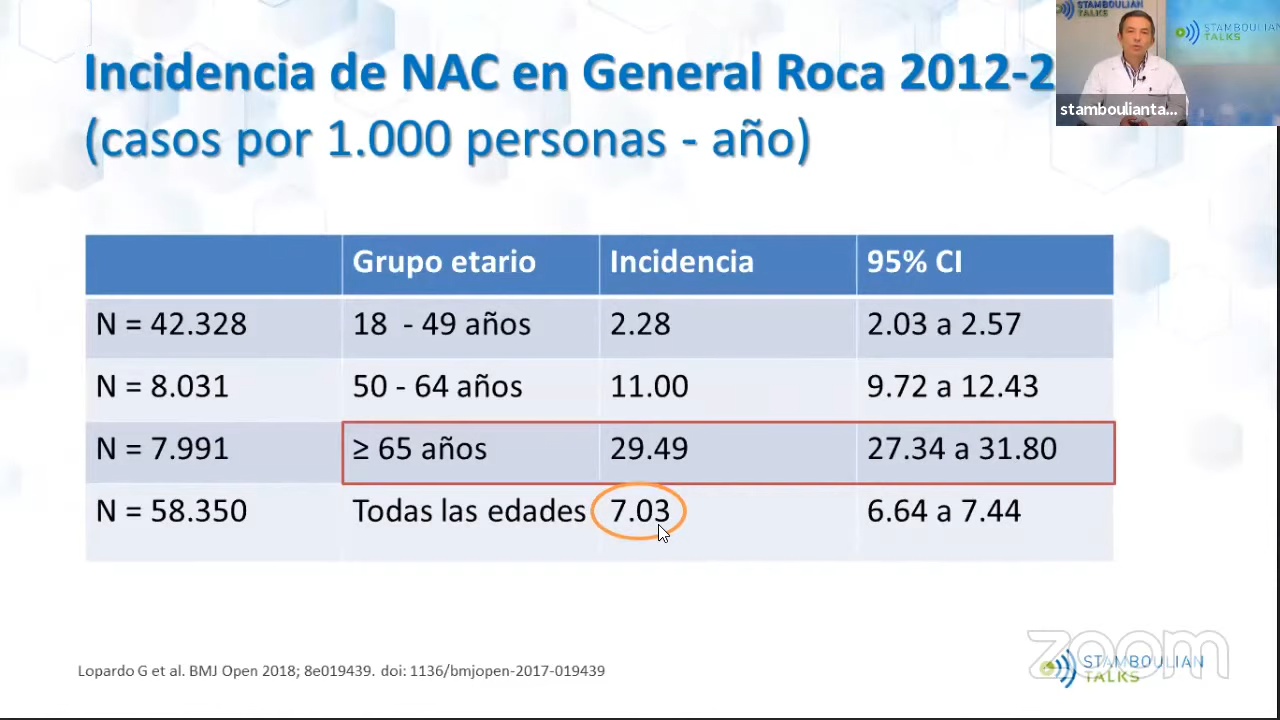 Incidencia de NAC en General Roca 2012-2
(casos por 1.000 personas - año)
STAMBOULIAN
TALKS
STAMBOULIAN
TALKS
stamboulianta...
Grupo etario Incidencia 95% CI
N = 42.328 18 - 49 años 2.28 2.03 a 2.57
N = 8.031 50 - 64 años 11.00 9.72 a 12.43
N = 7.991 ≥ 65 años 29.49 27.34 a 31.80
N = 58.350 Todas las edades 7.03 6.64 a 7.44
Lopardo G et al. BMJ Open 2018; 8e019439. doi: 1136/bmjopen-2017-019439
zoom
STAMBOULIAN
TALKS